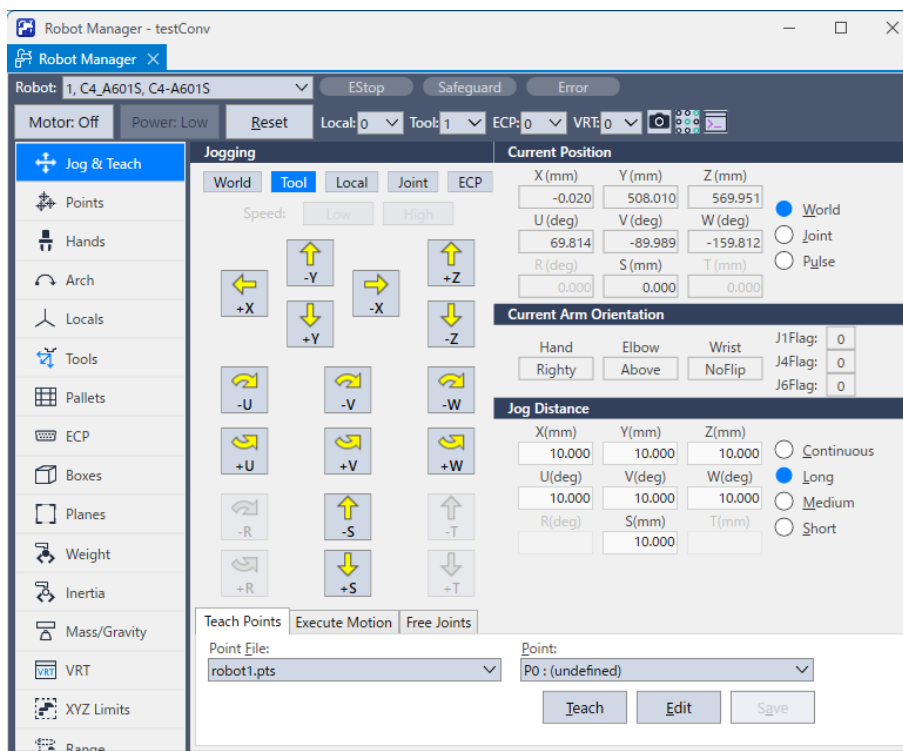 Robot Manager - testConv
Robot Manager
Robot: 1, C4_A601S, C4-A601S EStop Safeguard Error
Motor: Off Power: Low Reset Local: 0 Tool: 1 ECP: 0 VRT: 0
Jog & Teach
Points
Hands
Arch
Locals
Tools
Pallets
ECP
Boxes
Planes
Weight
Inertia
Mass/Gravity
VRT
XYZ Limits
Range
Jogging
World Tool Local Joint ECP
Speed: Low High
-Y +Z
+X -X
+Y -Z
-U -V -W
+U +V +W
-R -S -T
+R +S +T
Current Position
X (mm) Y (mm) Z (mm)
-0.020 508.010 569.951
U (deg) V (deg) W (deg)
69.814 -89.989 -159.812
R (deg) S (mm) T (mm)
0.000 0.000 0.000
World
Joint
Pulse
Current Arm Orientation
Hand Elbow Wrist
Righty Above NoFlip
J1Flag: 0
J4Flag: 0
J6Flag: 0
Jog Distance
X(mm) Y(mm) Z(mm)
10.000 10.000 10.000
U(deg) V(deg) W(deg)
10.000 10.000 10.000
R(deg) S(mm) T(mm)
10.000
Continuous
Long
Medium
Short
Teach Points Execute Motion Free Joints
Point File: Point:
robot1.pts P0 : (undefined)
Teach Edit Save